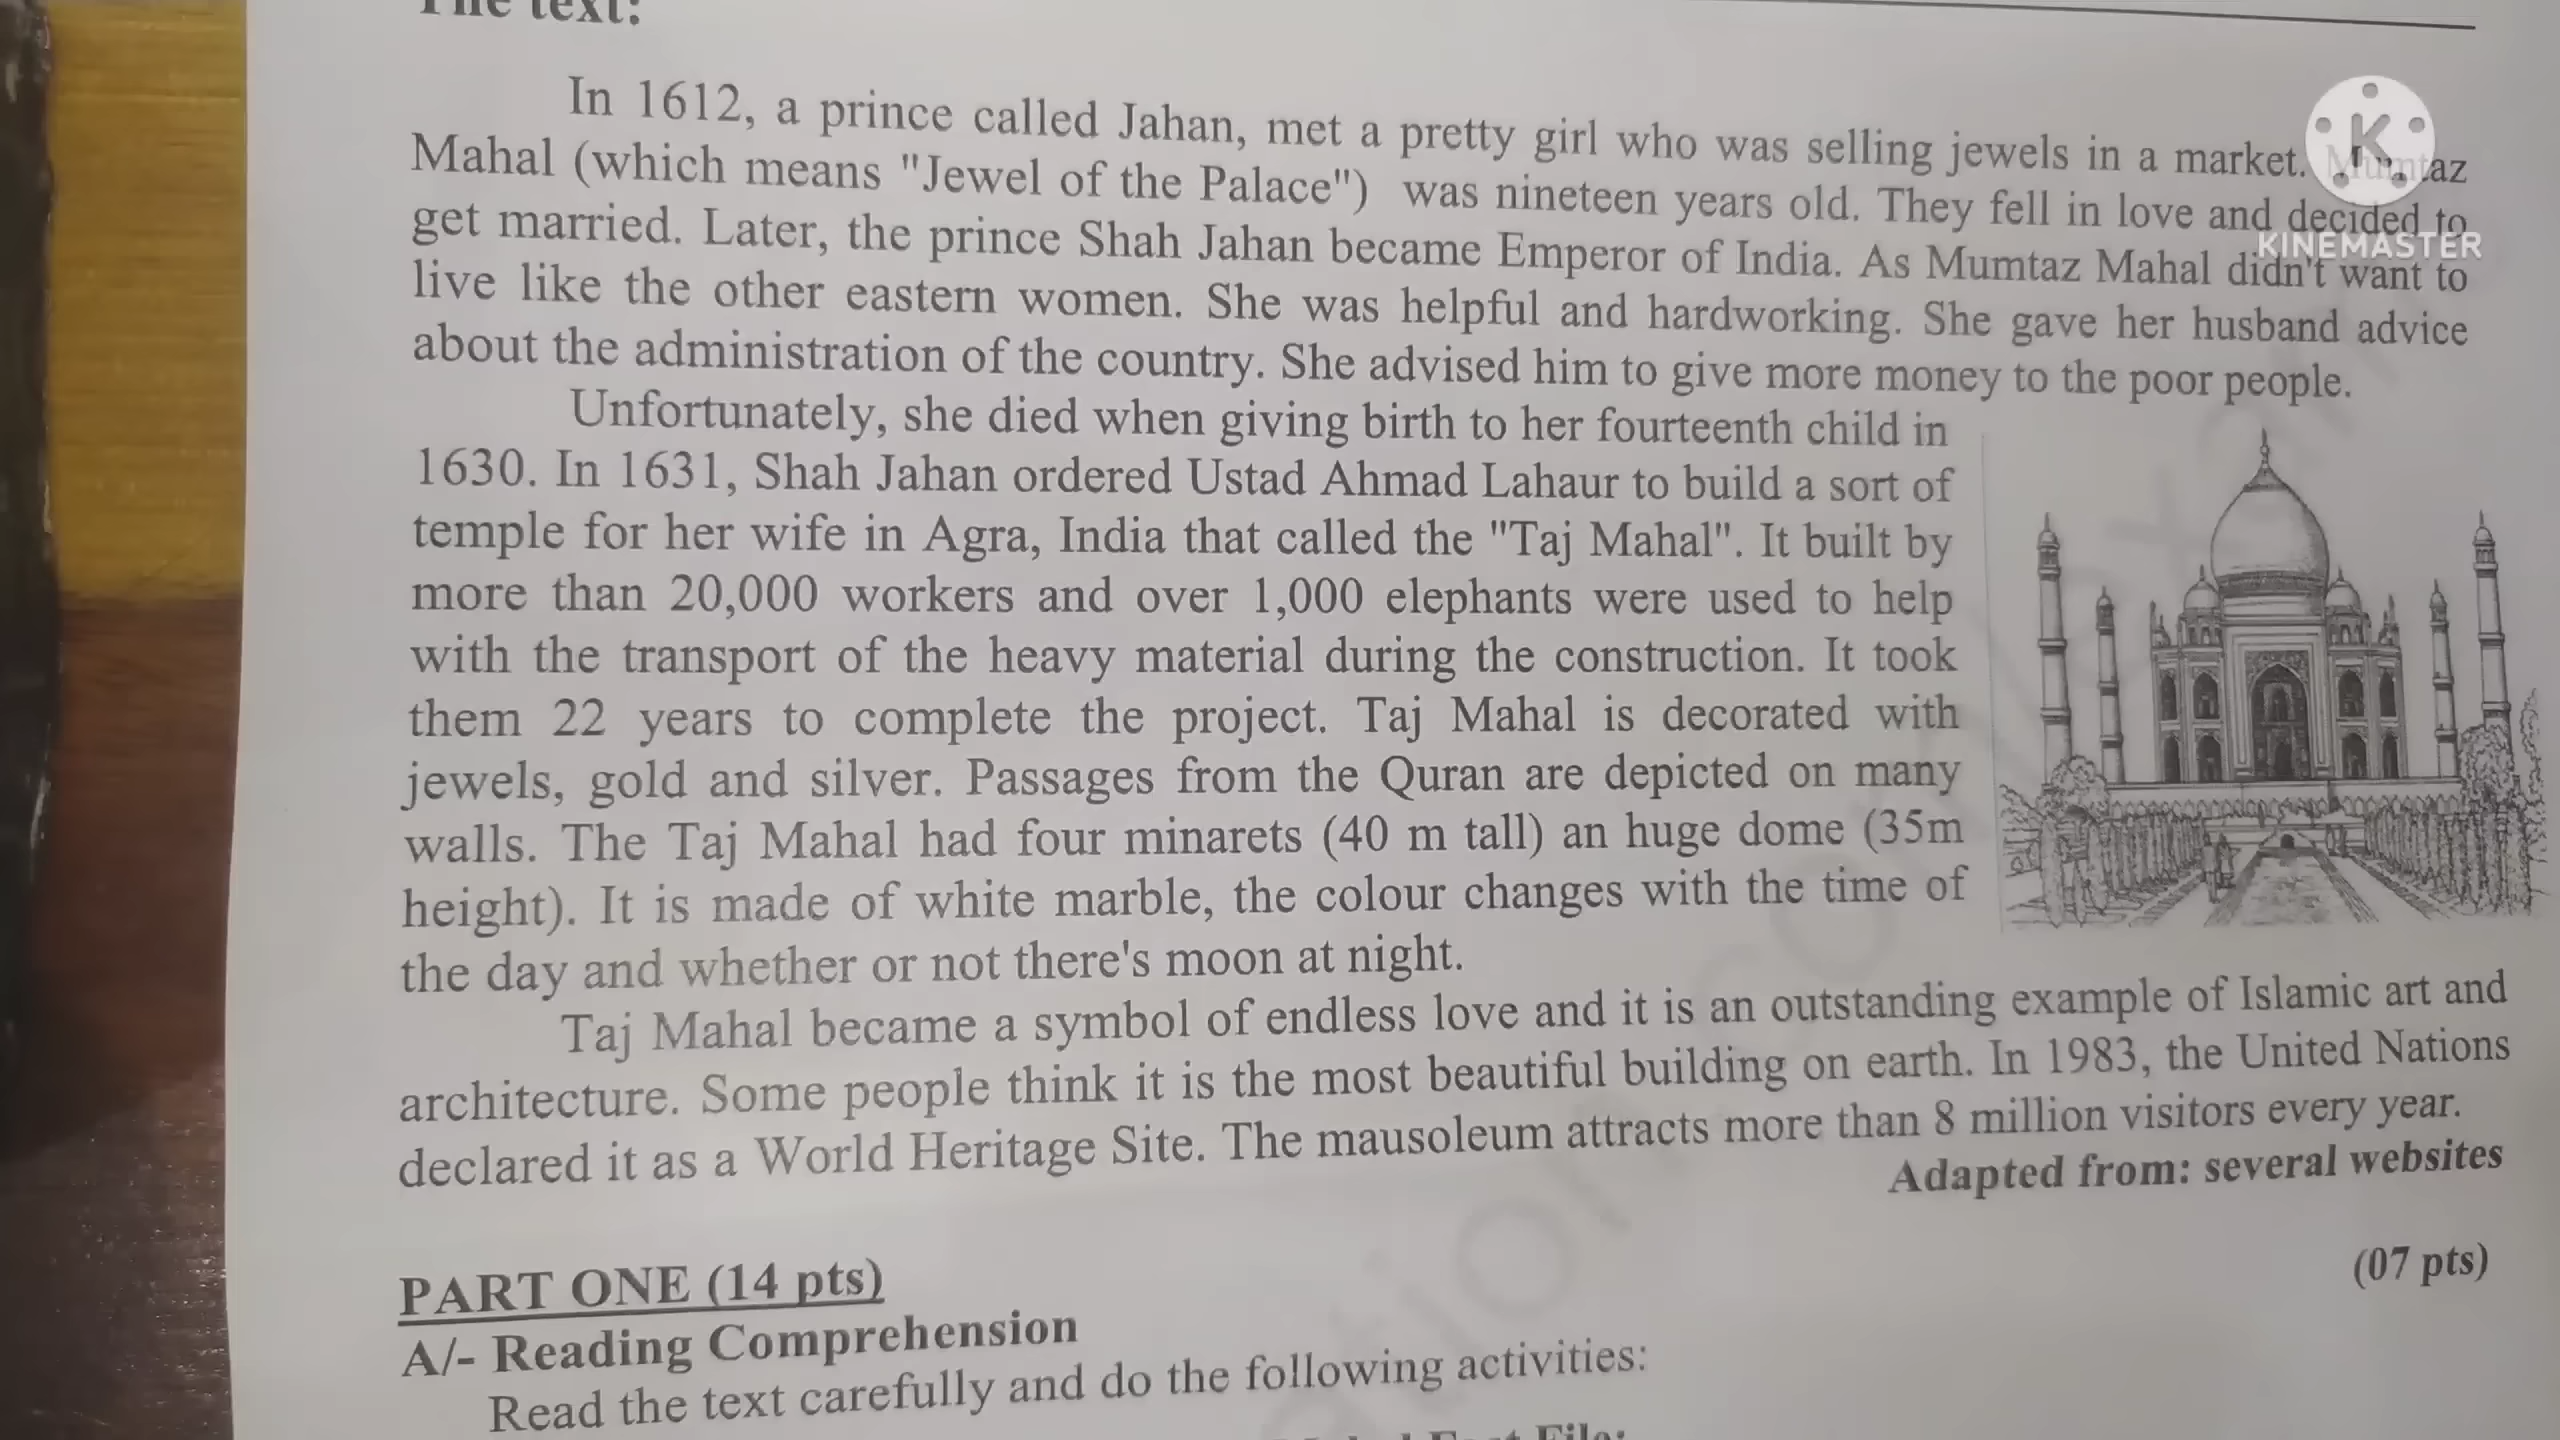 The text:
In 1612, a prince called Jahan, met a pretty girl who was selling jewels in a market. Mumtaz
Mahal (which means "Jewel of the Palace") was nineteen years old. They fell in love and decided to
get married. Later, the prince Shah Jahan became Emperor of India. As Mumtaz Mahal didn't want to
live like the other eastern women. She was helpful and hardworking. She gave her husband advice
about the administration of the country. She advised him to give more money to the poor people.
Unfortunately, she died when giving birth to her fourteenth child in
1630. In 1631, Shah Jahan ordered Ustad Ahmad Lahaur to build a sort of
temple for her wife in Agra, India that called the "Taj Mahal". It built by
more than 20,000 workers and over 1,000 elephants were used to help
with the transport of the heavy material during the construction. It took
them 22 years to complete the project. Taj Mahal is decorated with
jewels, gold and silver. Passages from the Quran are depicted on many
walls. The Taj Mahal had four minarets (40 m tall) an huge dome (35m
height). It is made of white marble, the colour changes with the time of
the day and whether or not there's moon at night.
Taj Mahal became a symbol of endless love and it is an outstanding example of Islamic art and
architecture. Some people think it is the most beautiful building on earth. In 1983, the United Nations
declared it as a World Heritage Site. The mausoleum attracts more than 8 million visitors every year.
Adapted from: several websites
PART ONE (14 pts)
(07 pts)
A/- Reading Comprehension
Read the text carefully and do the following activities:
K
KINEMASTER